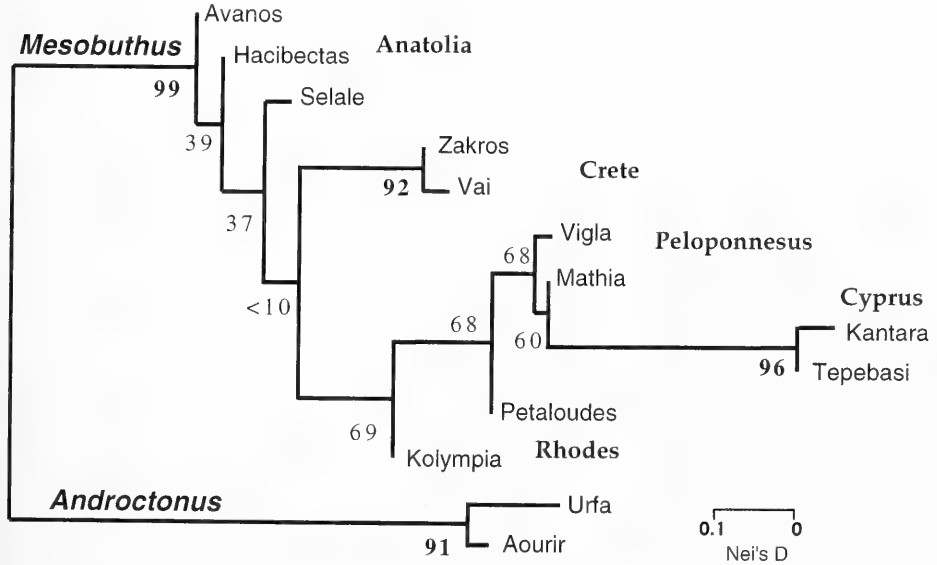 Avanos
Mesobuthus
Anatolia
Hacibectas
99
Selale
39
Zakros
Crete
92
Vai
37
Vigla
Peloponnesus
68
Mathia
Cyprus
<10
68
60
Kantara
96
Tepebasi
Petaloudes
69
Rhodes
Kolympia
Androctonus
Urfa
91
Aourir
0.1 0
Nei's D